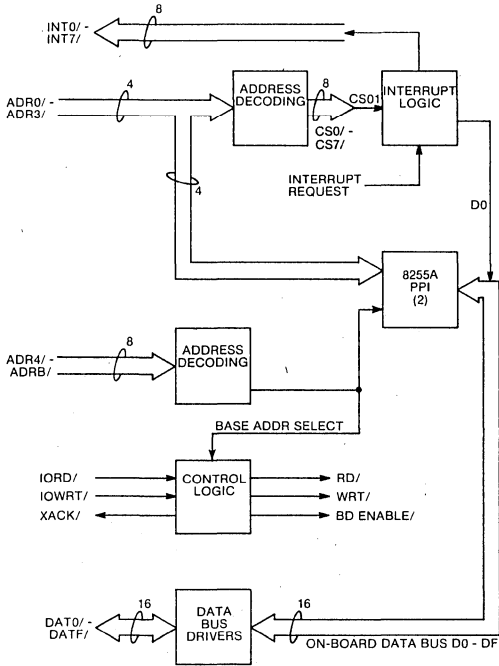 8
INT0/ -
INT7/
4
8
ADDRESS
DECODING
CS01
INTERRUPT
LOGIC
ADR0/ -
ADR3/
CS0/ -
CS7/
4
INTERRUPT
REQUEST
D0
8255A
PPI
(2)
8
ADDRESS
DECODING
ADR4/ -
ADRB/
BASE ADDR SELECT
IORD/
IOWRT/
XACK/
CONTROL
LOGIC
RD/
WRT/
BD ENABLE/
16
DATA
BUS
DRIVERS
16
DAT0/ -
DATF/
ON-BOARD DATA BUS D0 - DF